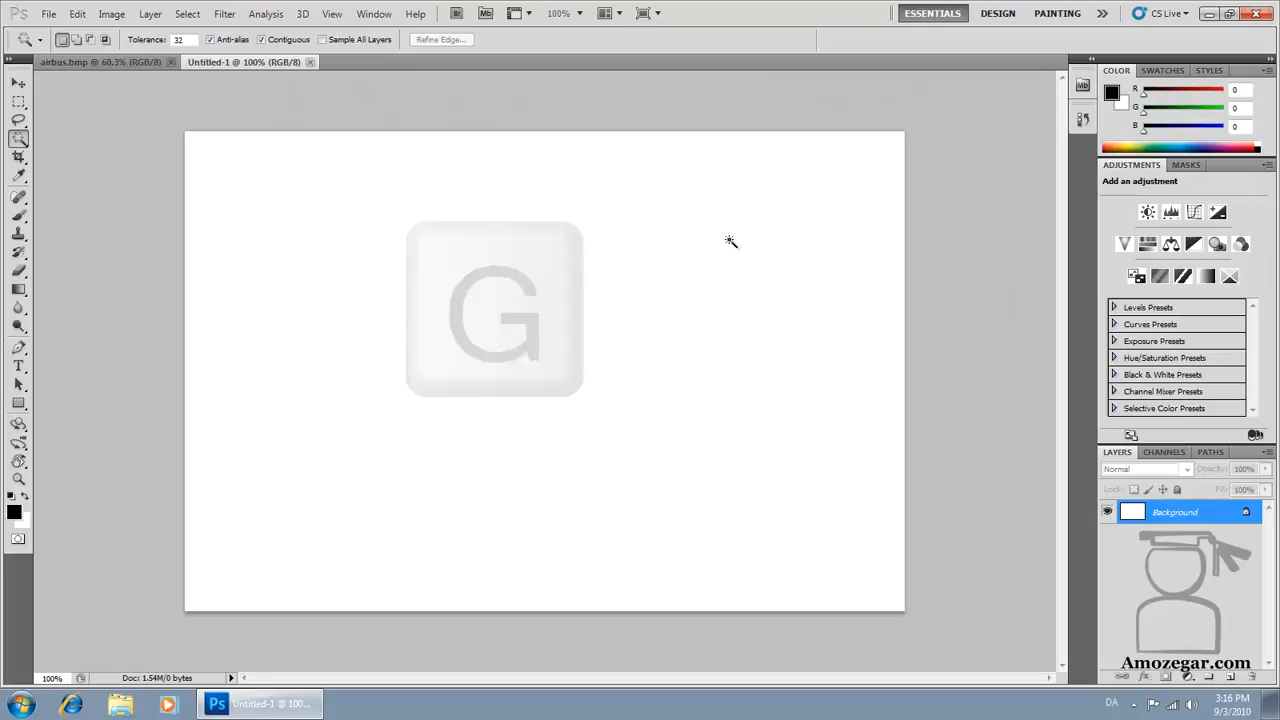 Ps File Edit Image Layer Select Filter Analysis 3D View Window Help Br Mb 100% ESSENTIALS DESIGN PAINTING CS Live
Tolerance: 32 Anti-alias Contiguous Sample All Layers Refine Edge...
airbus.bmp @ 60.3% (RGB/8) Untitled-1 @ 100% (RGB/8)
COLOR SWATCHES STYLES
Mb
R 0
G 0
B 0
ADJUSTMENTS MASKS
Add an adjustment
G
Levels Presets
Curves Presets
Exposure Presets
Hue/Saturation Presets
Black & White Presets
Channel Mixer Presets
Selective Color Presets
LAYERS CHANNELS PATHS
Normal Opacity: 100%
Lock: Fill: 100%
Background
Amozegar.com
100% Doc: 1.54M/0 bytes
Ps Untitled-1 @ 100... DA 3:16 PM
9/3/2010